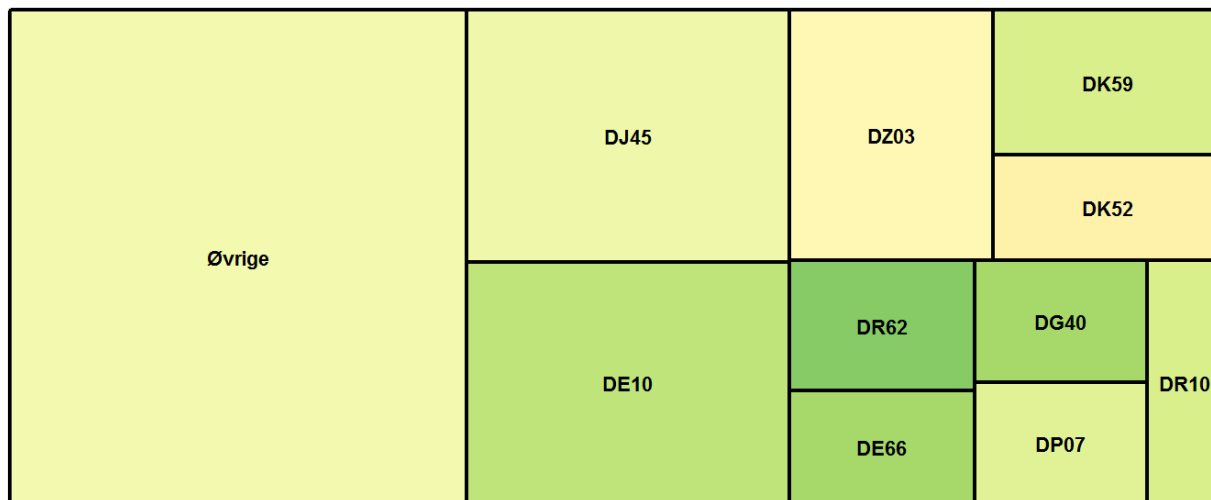 Øvrige
DJ45
DE10
DZ03
DK59
DK52
DR62
DE66
DG40
DP07
DR10